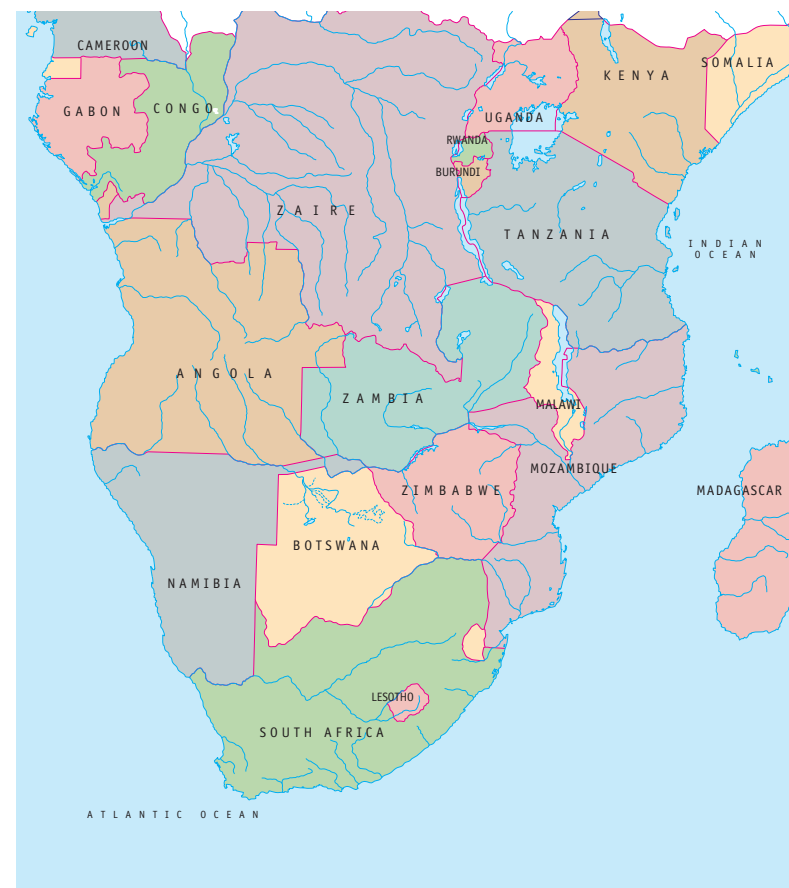 CAMEROON
SOMALIA
KENYA
GABON
CONGO
UGANDA
RWANDA
BURUNDI
ZAIRE
TANZANIA
INDIAN
OCEAN
ANGOLA
ZAMBIA
MALAWI
MOZAMBIQUE
ZIMBABWE
MADAGASCAR
BOTSWANA
NAMIBIA
LESOTHO
SOUTH AFRICA
ATLANTIC OCEAN